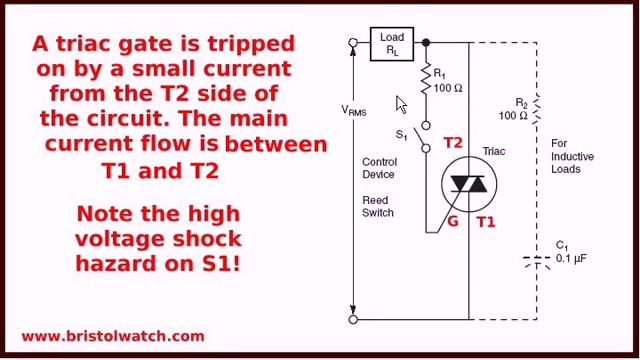 A triac gate is tripped
on by a small current
from the T2 side of
the circuit. The main
current flow is between
T1 and T2
Note the high
voltage shock
hazard on S1!
www.bristolwatch.com
Load
RL
R1
100 Ω
VRMS
S1
Control
Device
Reed
Switch
T2
Triac
G
T1
R2
100 Ω
For
Inductive
Loads
C1
0.1 µF